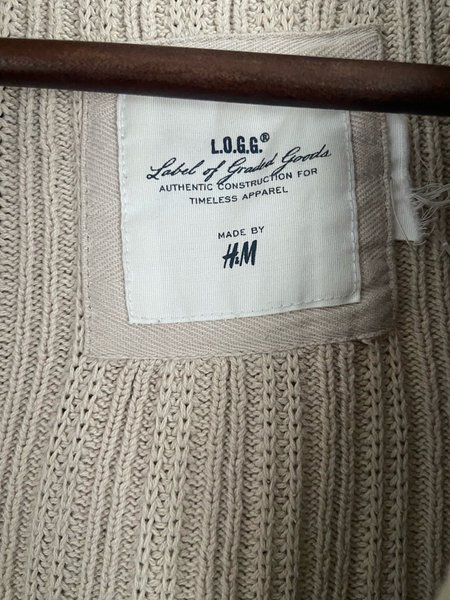 L.O.G.G.®
Label of Graded Goods
AUTHENTIC CONSTRUCTION FOR
TIMELESS APPAREL
MADE BY
H&M